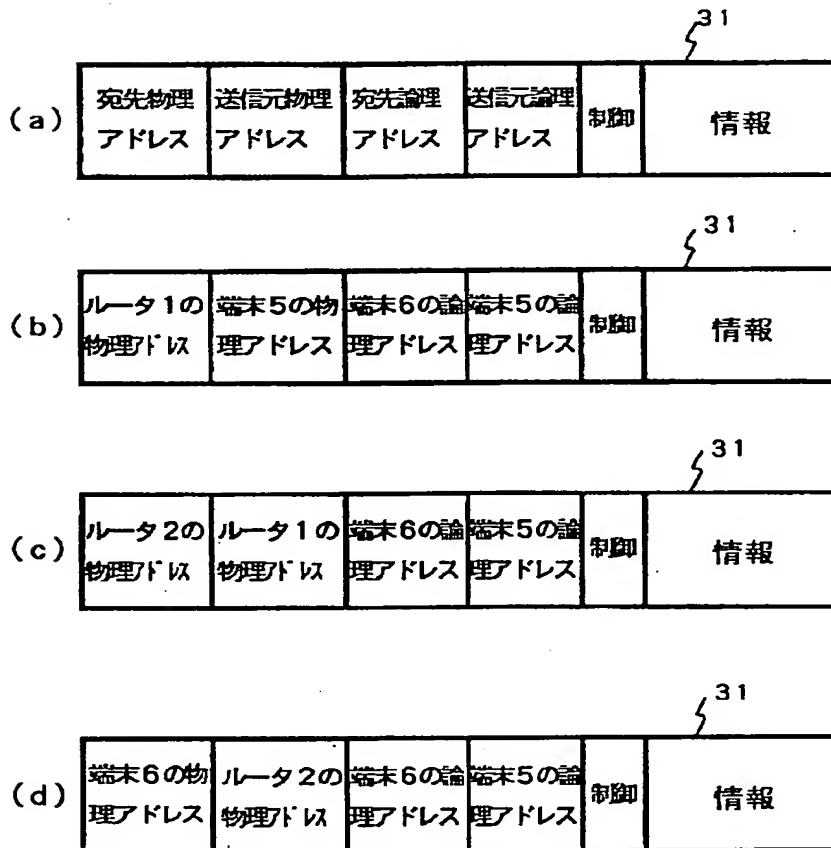 31
(a)
宛先物理
アドレス
送信元物理
アドレス
宛先論理
アドレス
送信元論理
アドレス
制御
情報
31
(b)
ルータ1の
物理アドレス
端末5の物
理アドレス
端末6の論
理アドレス
端末5の論
理アドレス
制御
情報
31
(c)
ルータ2の
物理アドレス
ルータ1の
物理アドレス
端末6の論
理アドレス
端末5の論
理アドレス
制御
情報
31
(d)
端末6の物
理アドレス
ルータ2の
物理アドレス
端末6の論
理アドレス
端末5の論
理アドレス
制御
情報